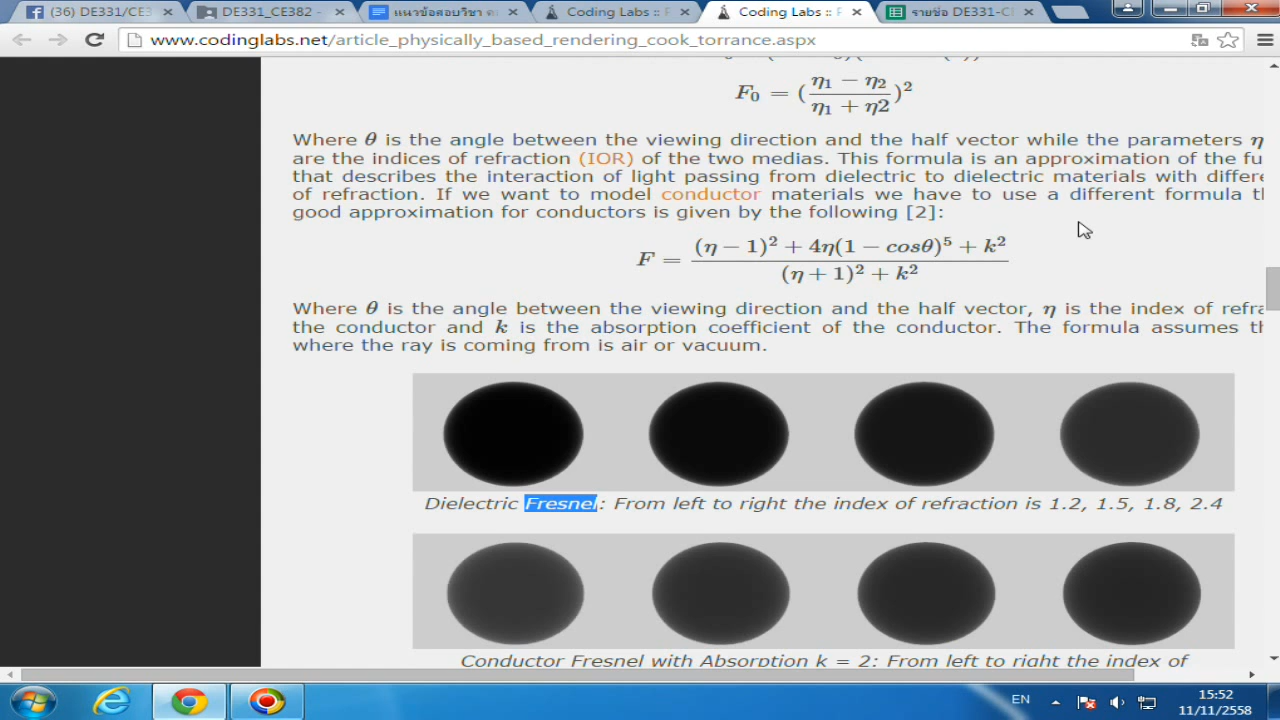 (36) DE331/CE3
DE331_CE382 -
แนวข้อสอบวิชา
Coding Labs ::
Coding Labs ::
รายชื่อ DE331-C
www.codinglabs.net/article_physically_based_rendering_cook_torrance.aspx
F₀ = (η₁ − η₂ / η₁ + η2)²
Where θ is the angle between the viewing direction and the half vector while the parameters η
are the indices of refraction (IOR) of the two medias. This formula is an approximation of the fu
that describes the interaction of light passing from dielectric to dielectric materials with differe
of refraction. If we want to model conductor materials we have to use a different formula t
good approximation for conductors is given by the following [2]:
F = (η − 1)² + 4η(1 − cosθ)⁵ + k² / (η + 1)² + k²
Where θ is the angle between the viewing direction and the half vector, η is the index of refra
the conductor and k is the absorption coefficient of the conductor. The formula assumes t
where the ray is coming from is air or vacuum.
Dielectric Fresnel: From left to right the index of refraction is 1.2, 1.5, 1.8, 2.4
Conductor Fresnel with Absorption k = 2: From left to right the index of
EN
15:52
11/11/2558